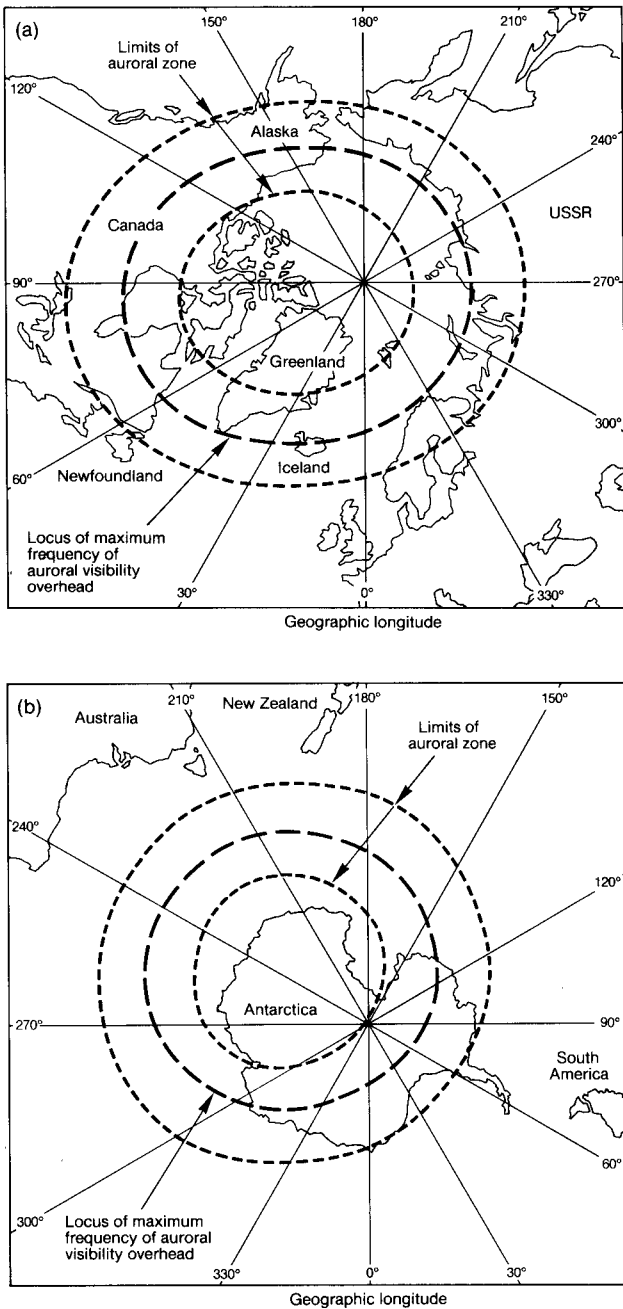 (a)
150°
180°
210°
Limits of
auroral zone
120°
Alaska
240°
USSR
Canada
90°
270°
Greenland
300°
Iceland
Newfoundland
60°
Locus of maximum
frequency of
auroral visibility
overhead
30°
0°
330°
Geographic longitude
(b)
210°
New Zealand
180°
150°
Australia
Limits of
auroral zone
240°
120°
Antarctica
270°
90°
South
America
60°
300°
Locus of maximum
frequency of auroral
visibility overhead
330°
0°
30°
Geographic longitude